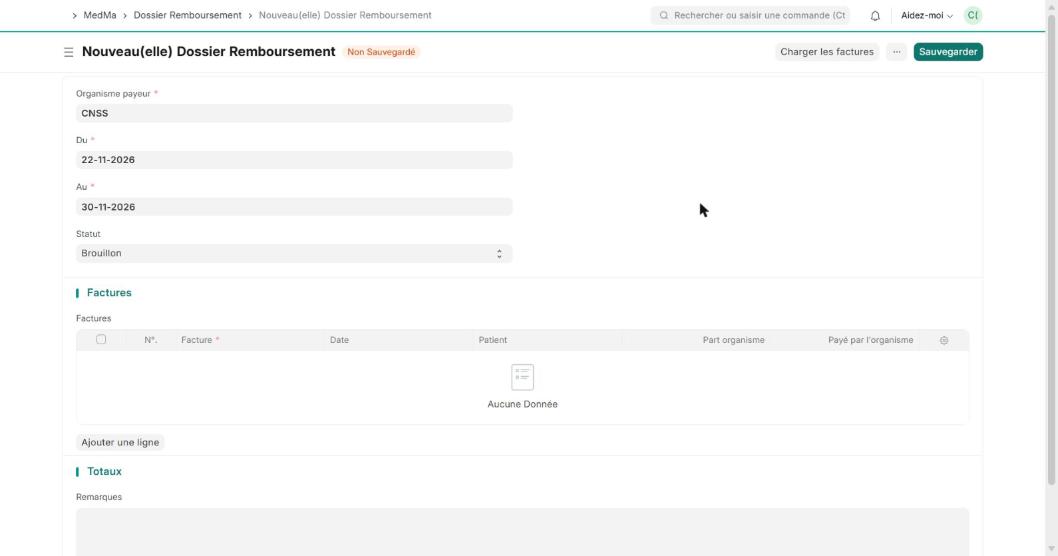 MedMa > Dossier Remboursement > Nouveau(elle) Dossier Remboursement
Rechercher ou saisir une commande (Ct
Aidez-moi
C(
Nouveau(elle) Dossier Remboursement
Non Sauvegardé
Charger les factures
...
Sauvegarder
Organisme payeur *
CNSS
Du *
22-11-2026
Au *
30-11-2026
Statut
Brouillon
Factures
Factures
N°. Facture * Date Patient Part organisme Payé par l'organisme
Aucune Donnée
Ajouter une ligne
Totaux
Remarques